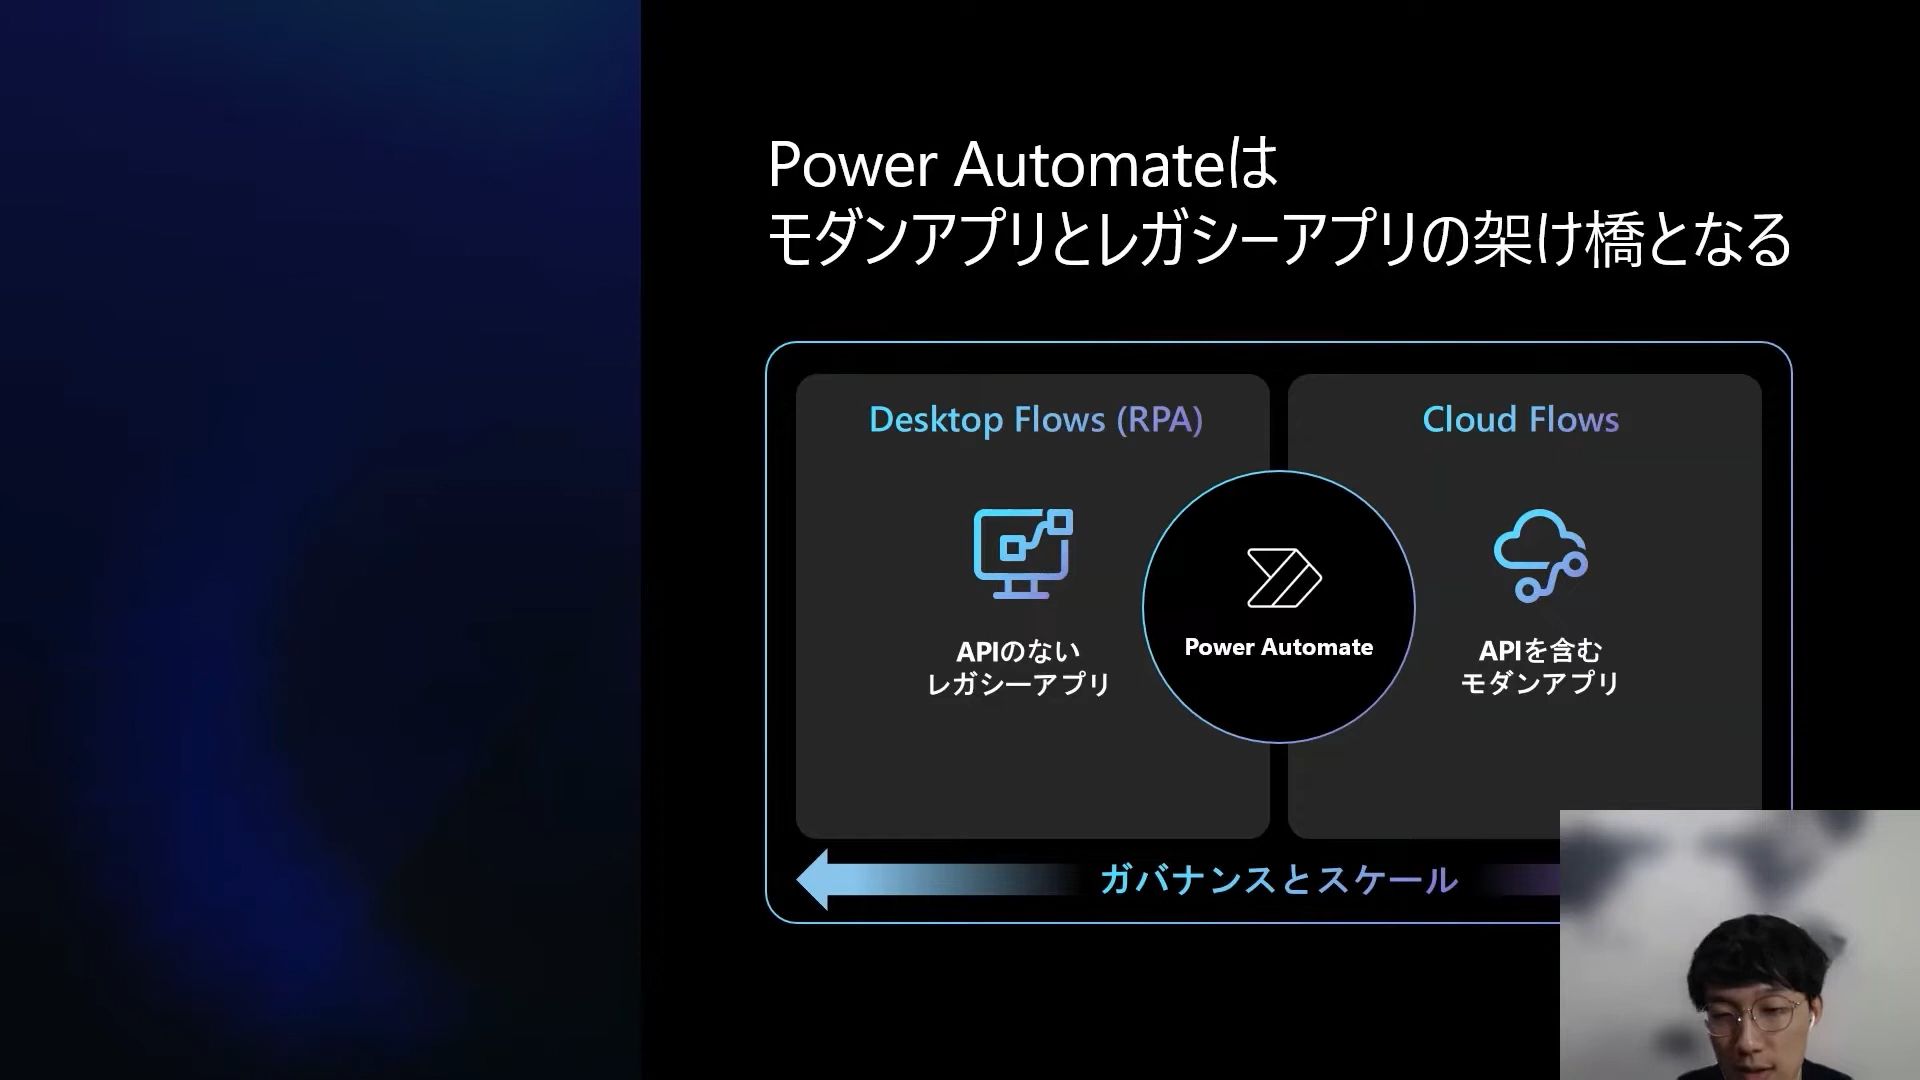 Power Automateは
モダンアプリとレガシーアプリの架け橋となる
Desktop Flows (RPA)
Cloud Flows
APIのない
レガシーアプリ
Power Automate
APIを含む
モダンアプリ
ガバナンスとスケール